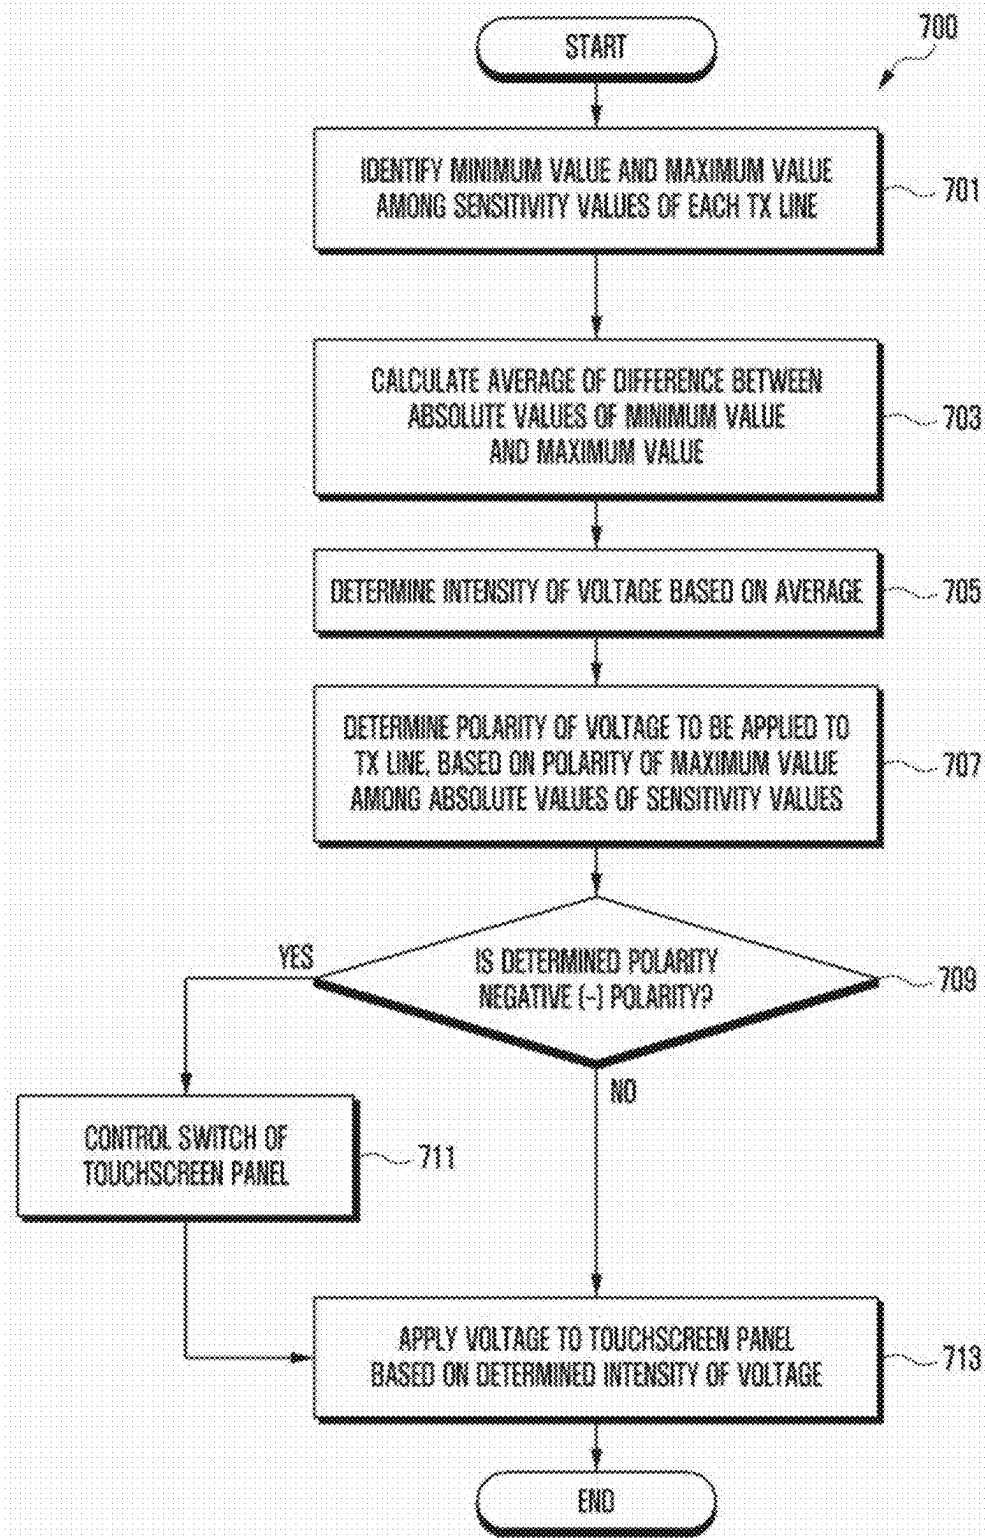 START
700
IDENTIFY MINIMUM VALUE AND MAXIMUM VALUE
AMONG SENSITIVITY VALUES OF EACH TX LINE
701
CALCULATE AVERAGE OF DIFFERENCE BETWEEN
ABSOLUTE VALUES OF MINIMUM VALUE
AND MAXIMUM VALUE
703
DETERMINE INTENSITY OF VOLTAGE BASED ON AVERAGE
705
DETERMINE POLARITY OF VOLTAGE TO BE APPLIED TO
TX LINE, BASED ON POLARITY OF MAXIMUM VALUE
AMONG ABSOLUTE VALUES OF SENSITIVITY VALUES
707
YES
IS DETERMINED POLARITY
NEGATIVE (-) POLARITY?
709
NO
CONTROL SWITCH OF
TOUCHSCREEN PANEL
711
APPLY VOLTAGE TO TOUCHSCREEN PANEL
BASED ON DETERMINED INTENSITY OF VOLTAGE
713
END